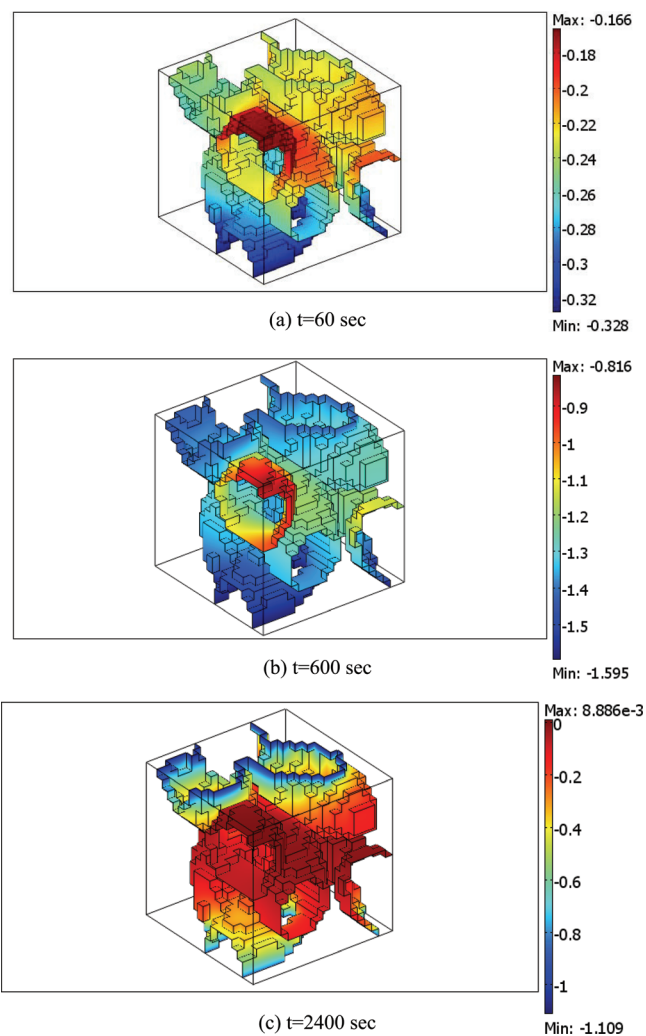 Max: -0.166
-0.18
-0.2
-0.22
-0.24
-0.26
-0.28
-0.3
-0.32
Min: -0.328
(a) t=60 sec
Max: -0.816
-0.9
-1
-1.1
-1.2
-1.3
-1.4
-1.5
Min: -1.595
(b) t=600 sec
Max: 8.886e-3
0
-0.2
-0.4
-0.6
-0.8
-1
Min: -1.109
(c) t=2400 sec